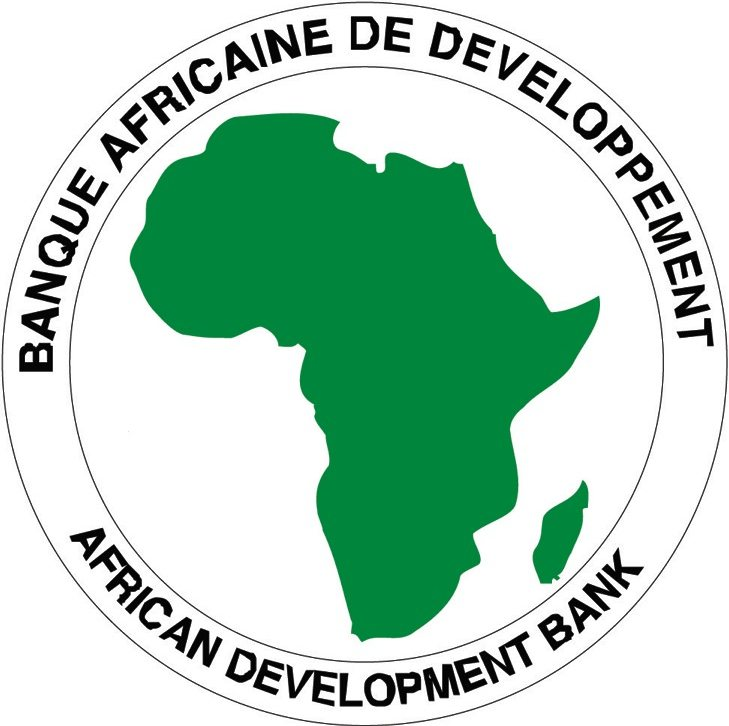 BANQUE AFRICAINE DE DEVELOPPEMENT
AFRICAN DEVELOPMENT BANK